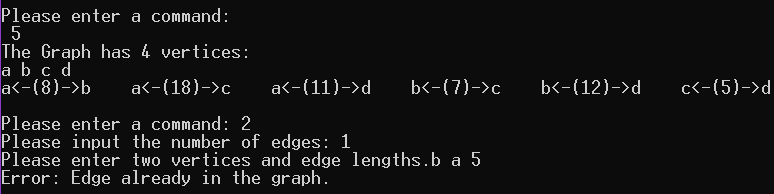 Please enter a command:
 5
The Graph has 4 vertices:
a b c d
a<-(8)->b    a<-(18)->c    a<-(11)->d    b<-(7)->c    b<-(12)->d    c<-(5)->d

Please enter a command: 2
Please input the number of edges: 1
Please enter two vertices and edge lengths.b a 5
Error: Edge already in the graph.